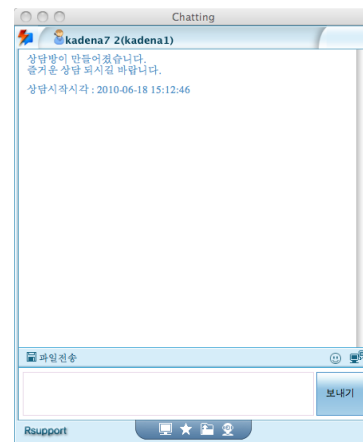 Chatting
kadena7 2(kadena1)
상담방이 만들어졌습니다.
즐거운 상담 되시길 바랍니다.
상담시작시각 : 2010-06-18 15:12:46
파일전송
보내기
Rsupport